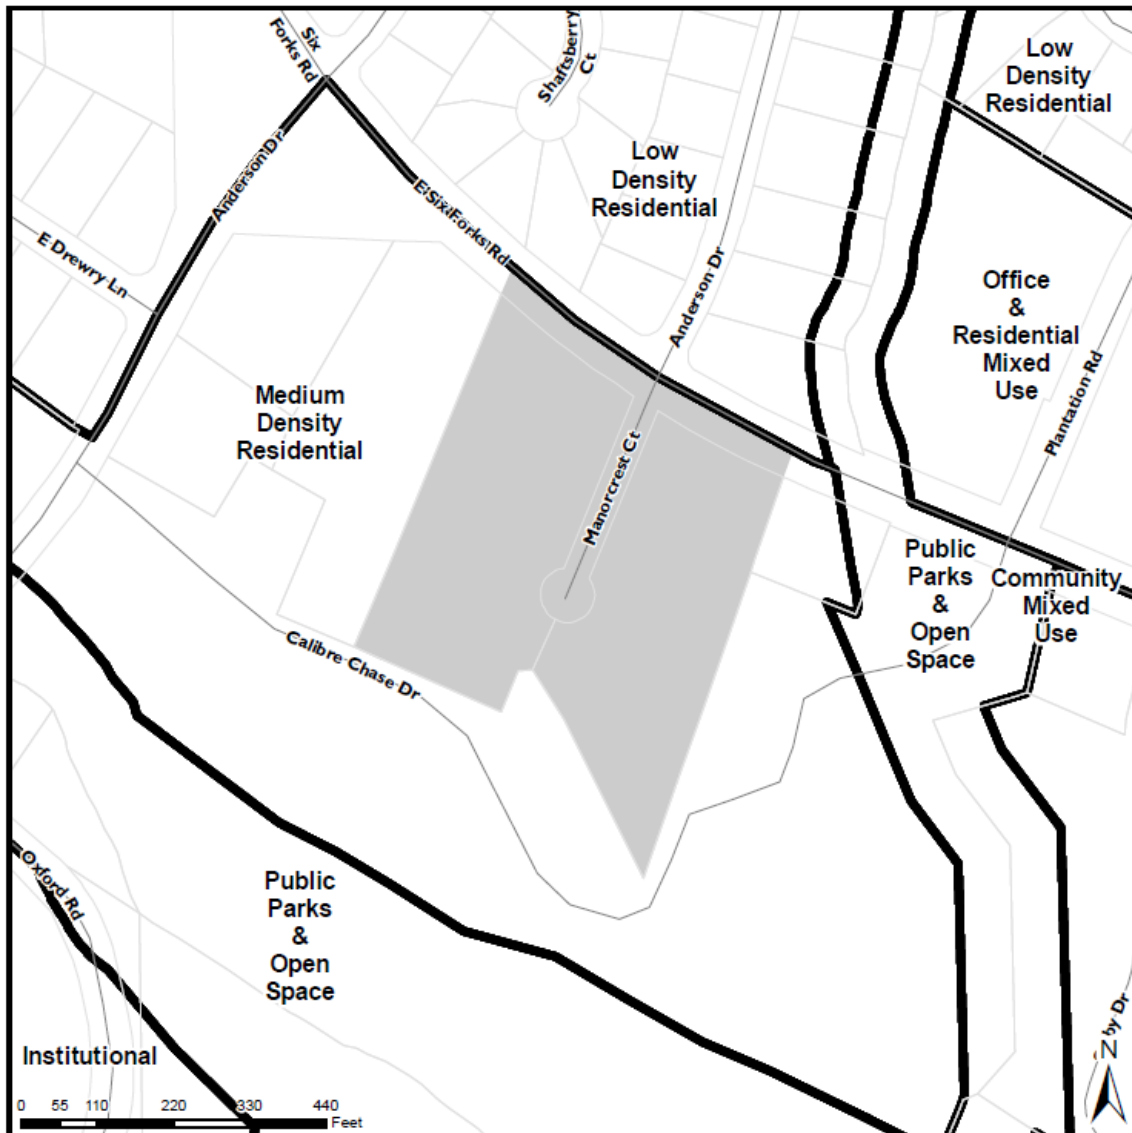 Six
Forks Rd
Shaftsberry
Ct
Low
Density
Residential
Low
Density
Residential
Anderson Dr
E Six Forks Rd
E Drewry Ln
Anderson Dr
Office
&
Residential
Mixed
Use
Plantation Rd
Medium
Density
Residential
Manorcrest Ct
Public
Parks
&
Open
Space
Community
Mixed
Use
Calibre Chase Dr
Oxford Rd
Public
Parks
&
Open
Space
Institutional
by Dr
N
0 55 110 220 330 440
Feet